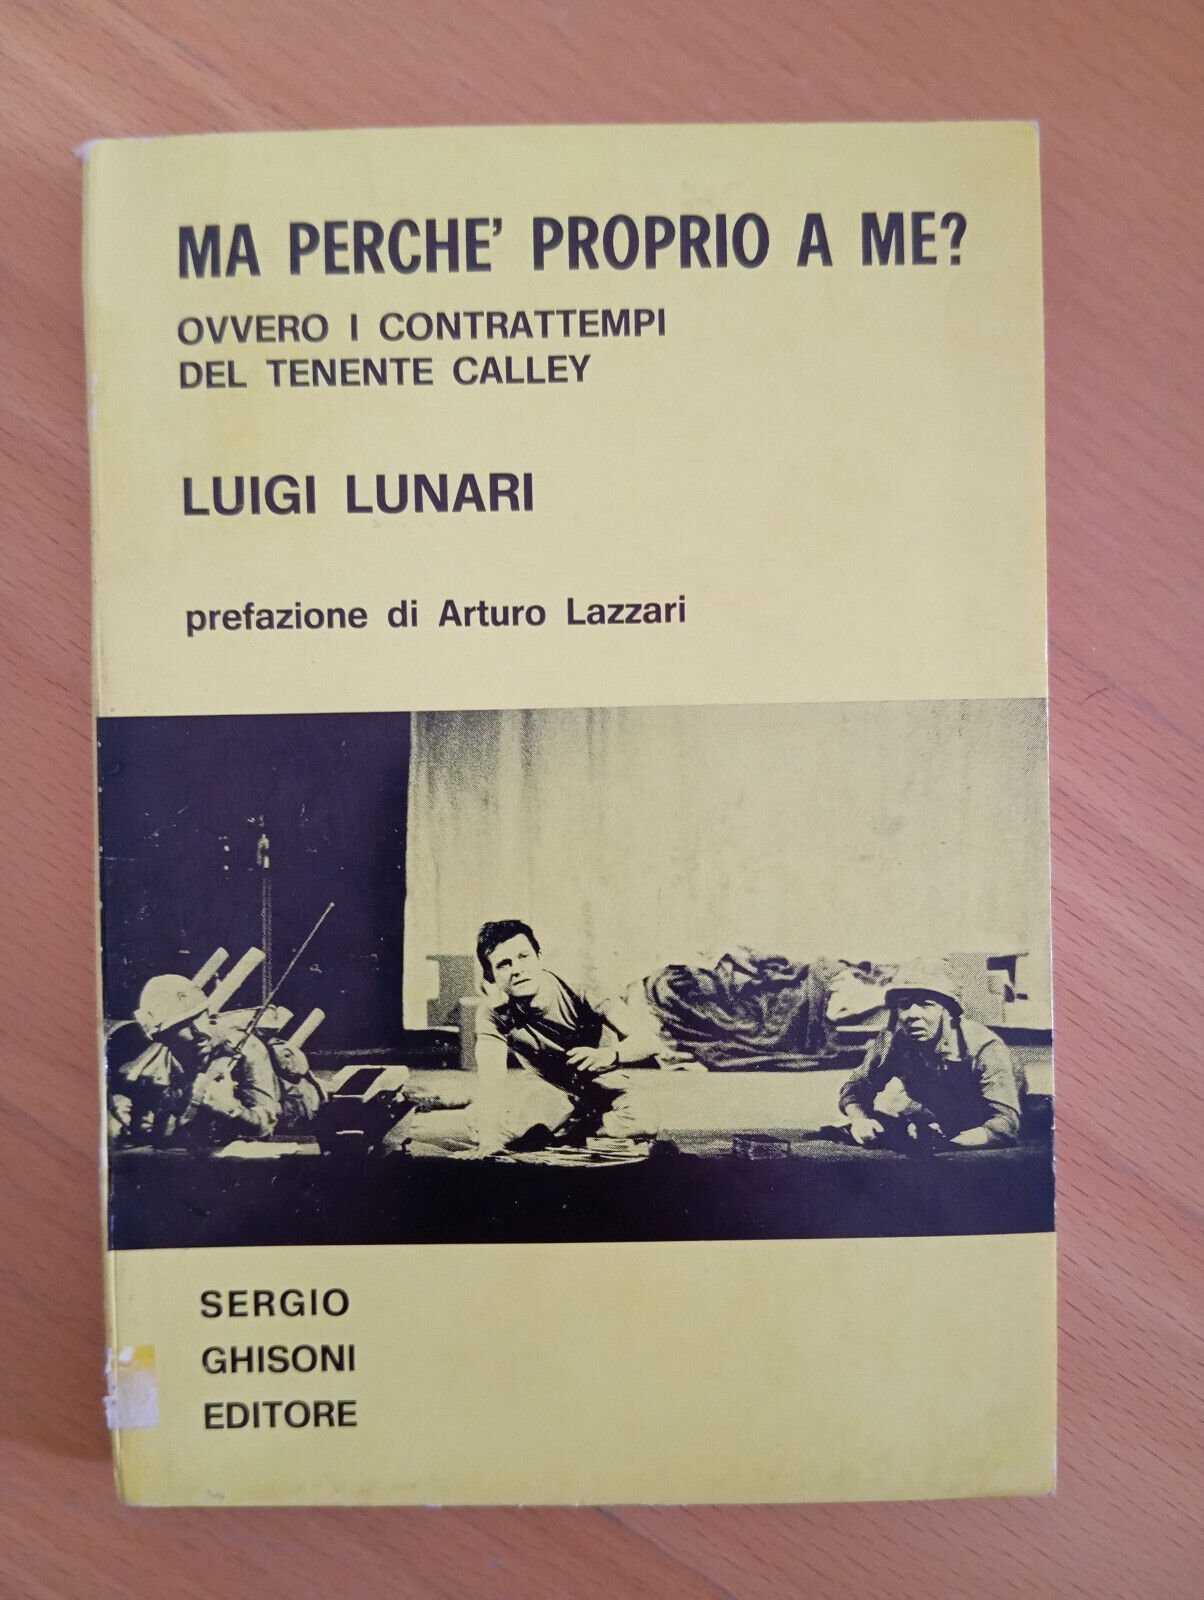 MA PERCHE' PROPRIO A ME?
OVVERO I CONTRATTEMPI
DEL TENENTE CALLEY
LUIGI LUNARI
prefazione di Arturo Lazzari
SERGIO
GHISONI
EDITORE